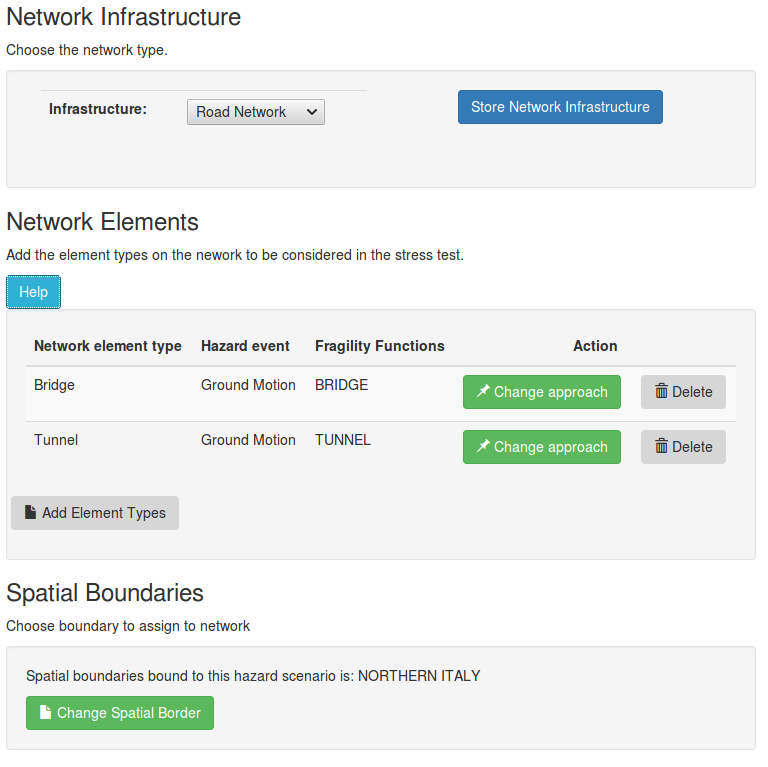 Network Infrastructure
Choose the network type.
Infrastructure: Road Network Store Network Infrastructure
Network Elements
Add the element types on the nework to be considered in the stress test.
Help
Network element type Hazard event Fragility Functions Action
Bridge Ground Motion BRIDGE Change approach Delete
Tunnel Ground Motion TUNNEL Change approach Delete
Add Element Types
Spatial Boundaries
Choose boundary to assign to network
Spatial boundaries bound to this hazard scenario is: NORTHERN ITALY
Change Spatial Border